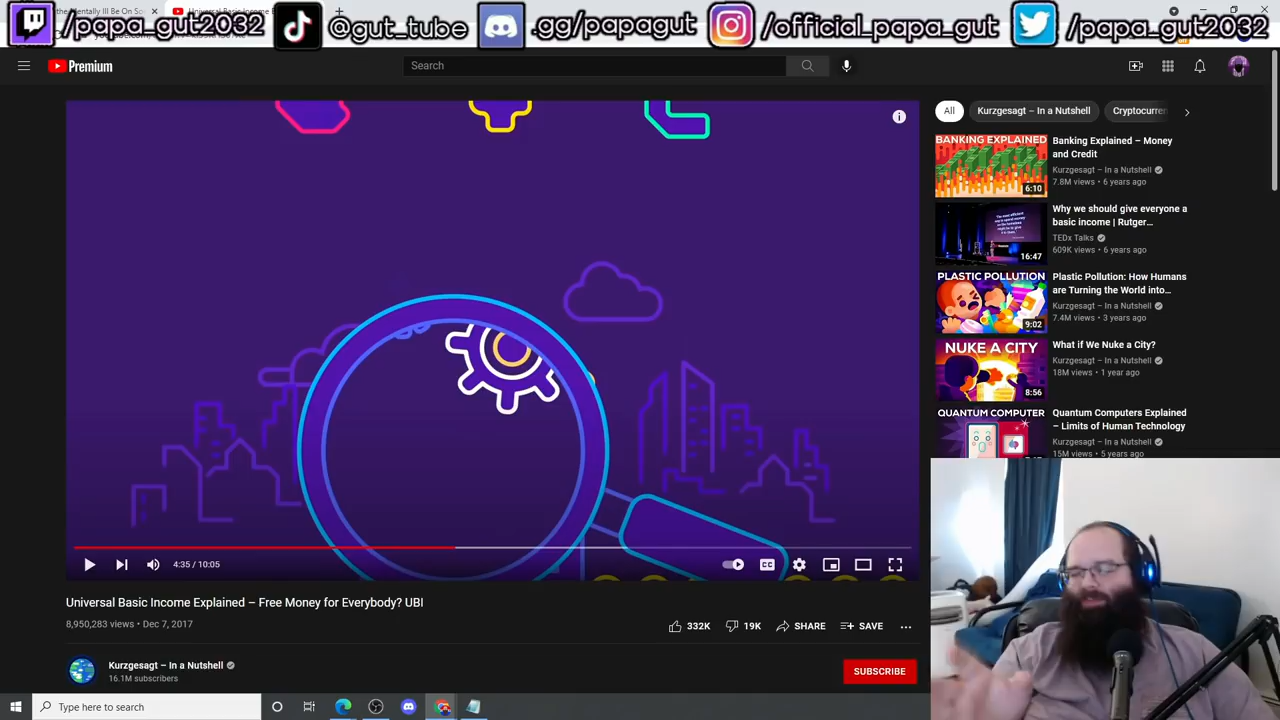 /papa_gut2032
@gut_tube
.gg/papagut
/official_papa_gut
/papa_gut2032
Premium
Search
All
Kurzgesagt – In a Nutshell
Cryptocurren
BANKING EXPLAINED
6:10
Banking Explained – Money
and Credit
Kurzgesagt – In a Nutshell
7.8M views • 6 years ago
16:47
Why we should give everyone a
basic income | Rutger...
TEDx Talks
609K views • 6 years ago
PLASTIC POLLUTION
9:02
Plastic Pollution: How Humans
are Turning the World into...
Kurzgesagt – In a Nutshell
7.4M views • 3 years ago
NUKE A CITY
8:56
What if We Nuke a City?
Kurzgesagt – In a Nutshell
18M views • 1 year ago
QUANTUM COMPUTER
Quantum Computers Explained
– Limits of Human Technology
Kurzgesagt – In a Nutshell
15M views • 5 years ago
4:35 / 10:05
CC
Universal Basic Income Explained – Free Money for Everybody? UBI
8,950,283 views • Dec 7, 2017
332K
19K
SHARE
SAVE
Kurzgesagt – In a Nutshell
16.1M subscribers
SUBSCRIBE
Type here to search